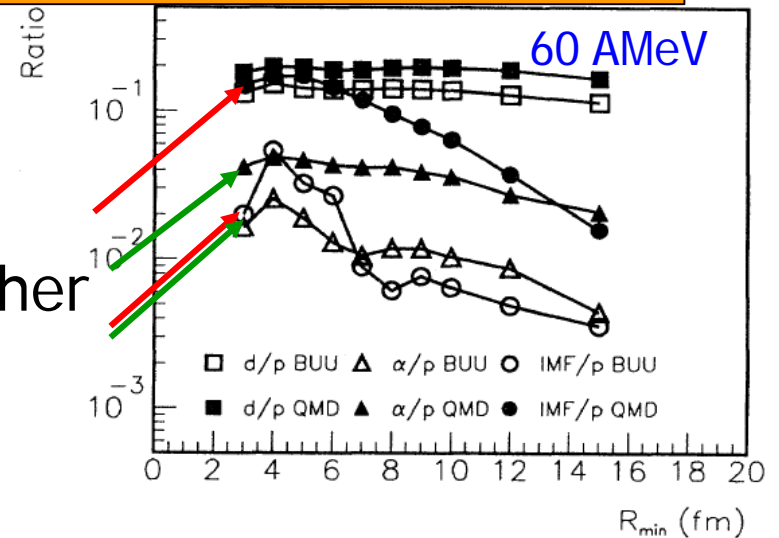 Ratio
60 AMeV
10⁻¹
10⁻²
10⁻³
her
□ d/p BUU △ α/p BUU ○ IMF/p BUU
■ d/p QMD ▲ α/p QMD ● IMF/p QMD
0 2 4 6 8 10 12 14 16 18 20
R_min (fm)